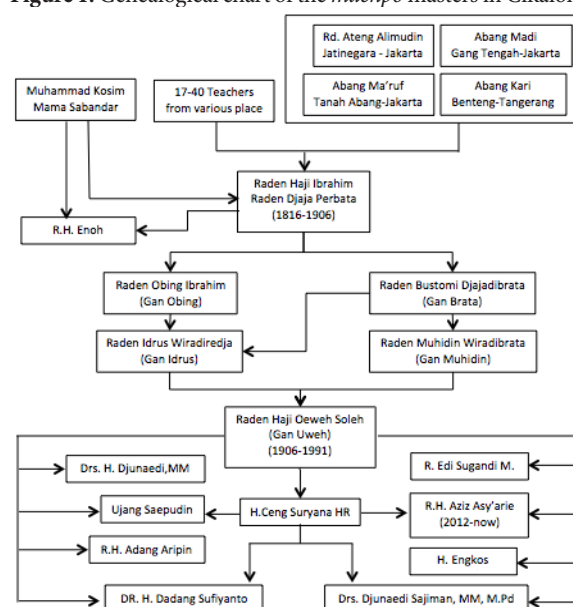 Figure 1. Genealogical chart of the maenpo masters in Cikalon
Rd. Ateng Alimudin
Jatinegara - Jakarta
Abang Madi
Gang Tengah-Jakarta
Muhammad Kosim
Mama Sabandar
17-40 Teachers
from various place
Abang Ma'ruf
Tanah Abang-Jakarta
Abang Kari
Benteng-Tangerang
Raden Haji Ibrahim
Raden Djaja Perbata
(1816-1906)
R.H. Enoh
Raden Obing Ibrahim
(Gan Obing)
Raden Bustomi Djajadibrata
(Gan Brata)
Raden Idrus Wiradiredja
(Gan Idrus)
Raden Muhidin Wiradibrata
(Gan Muhidin)
Raden Haji Oeweh Soleh
(Gan Uweh)
(1906-1991)
Drs. H. Djunaedi,MM
R. Edi Sugandi M.
Ujang Saepudin
H.Ceng Suryana HR
R.H. Aziz Asy'arie
(2012-now)
R.H. Adang Aripin
H. Engkos
DR. H. Dadang Sufiyanto
Drs. Djunaedi Sajiman, MM, M.Pd